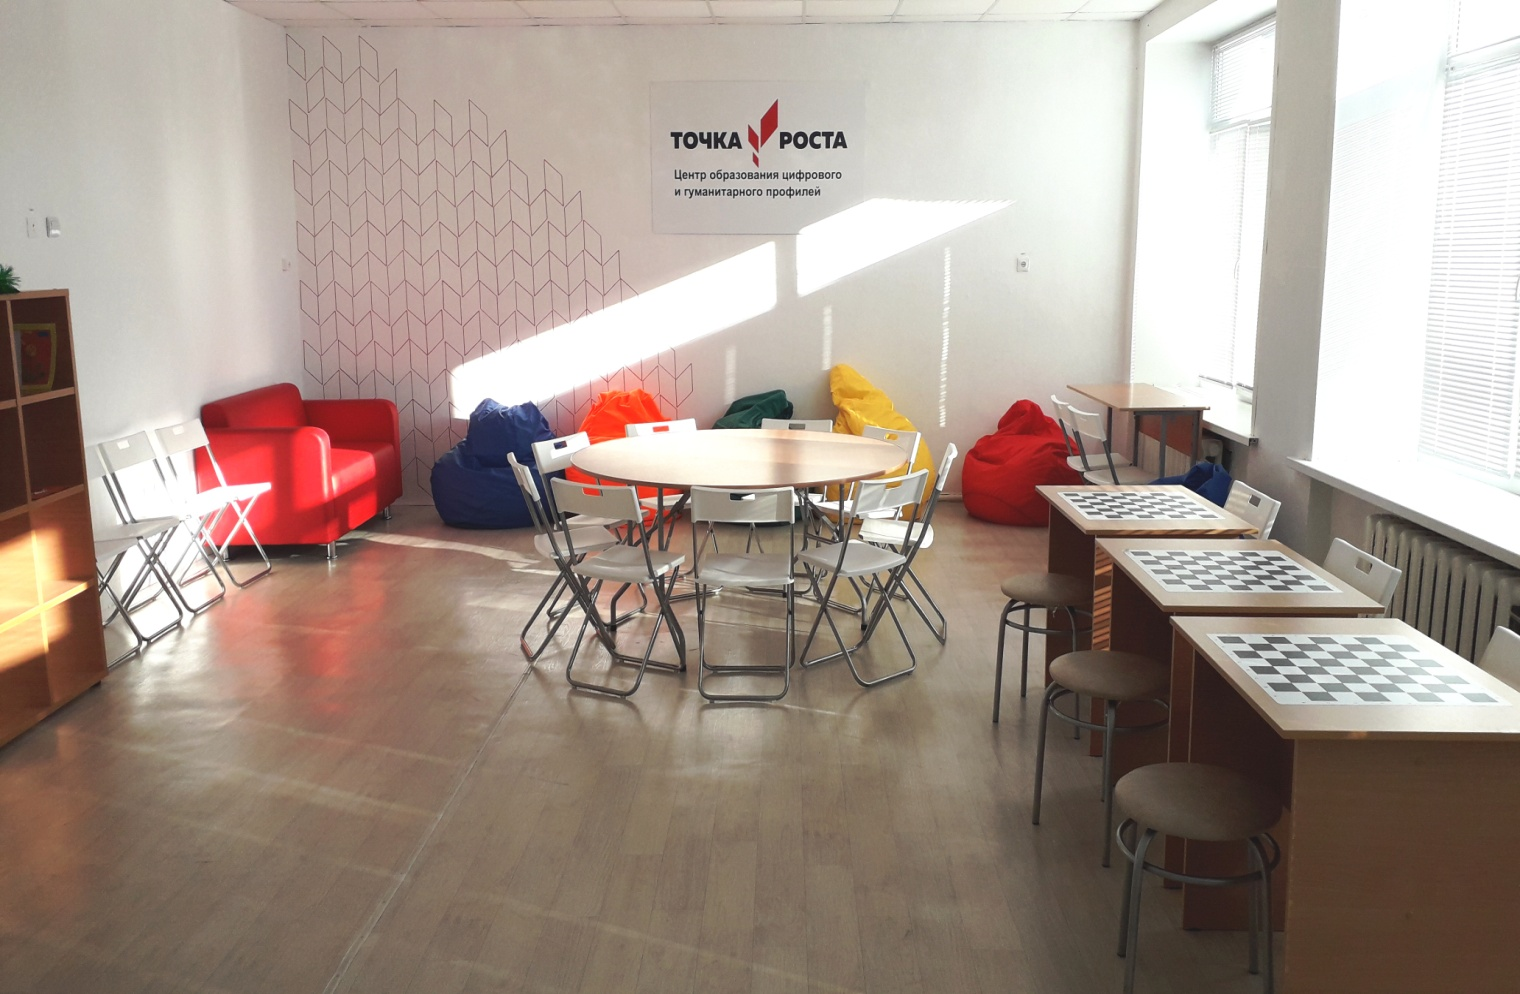 ТОЧКА РОСТА
Центр образования цифрового
и гуманитарного профилей